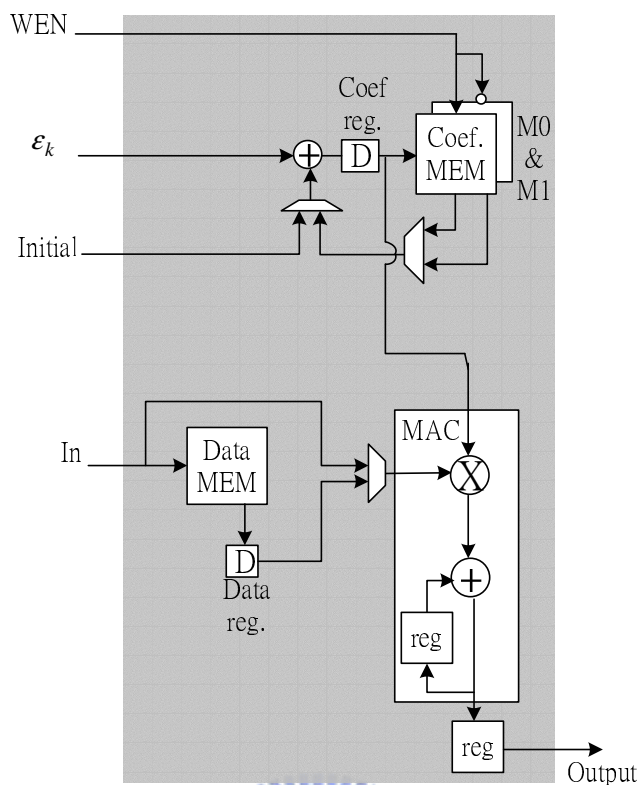 WEN
Coef
reg.
εk
D
Coef.
MEM
M0
&
M1
Initial
MAC
In
Data
MEM
X
D
Data
reg.
reg
reg
Output